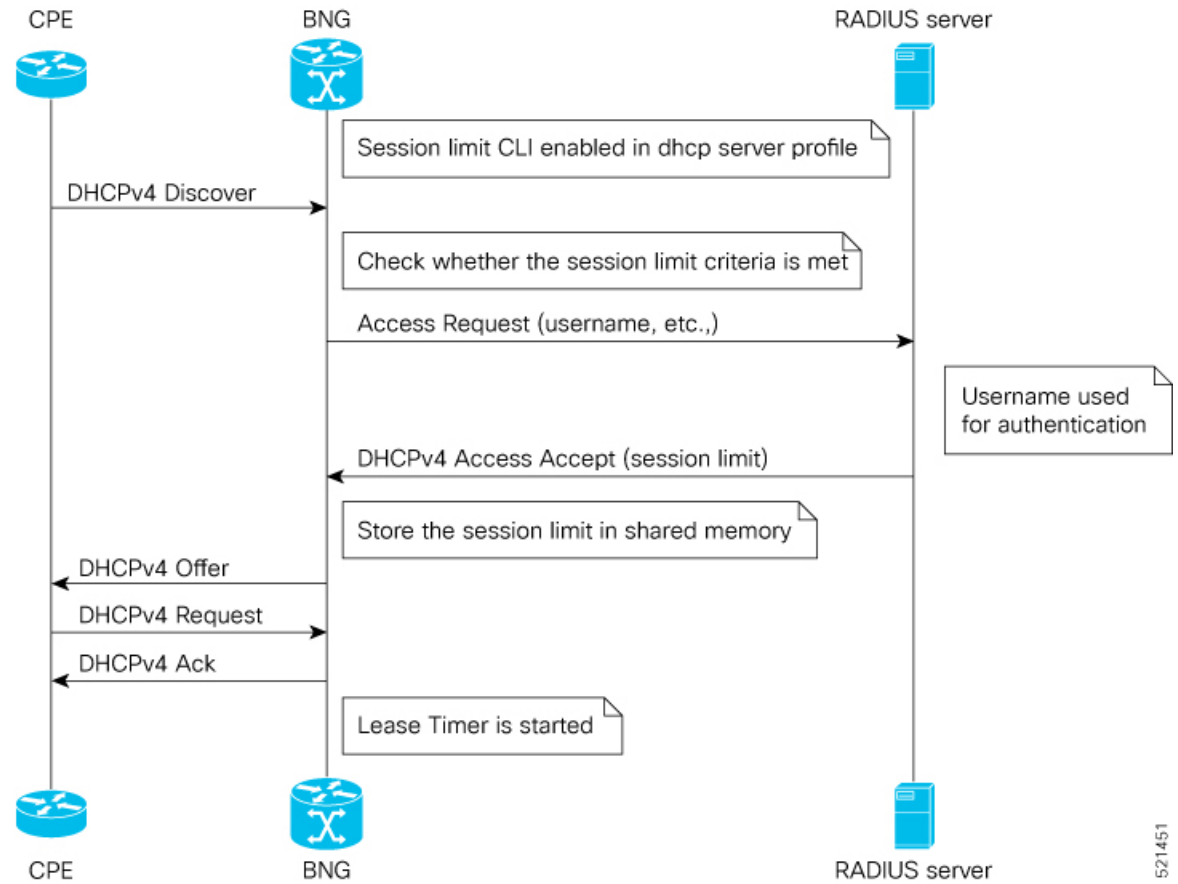 CPE
BNG
RADIUS server
Session limit CLI enabled in dhcp server profile
DHCPv4 Discover
Check whether the session limit criteria is met
Access Request (username, etc.,)
Username used
for authentication
DHCPv4 Access Accept (session limit)
Store the session limit in shared memory
DHCPv4 Offer
DHCPv4 Request
DHCPv4 Ack
Lease Timer is started
CPE
BNG
RADIUS server
521451